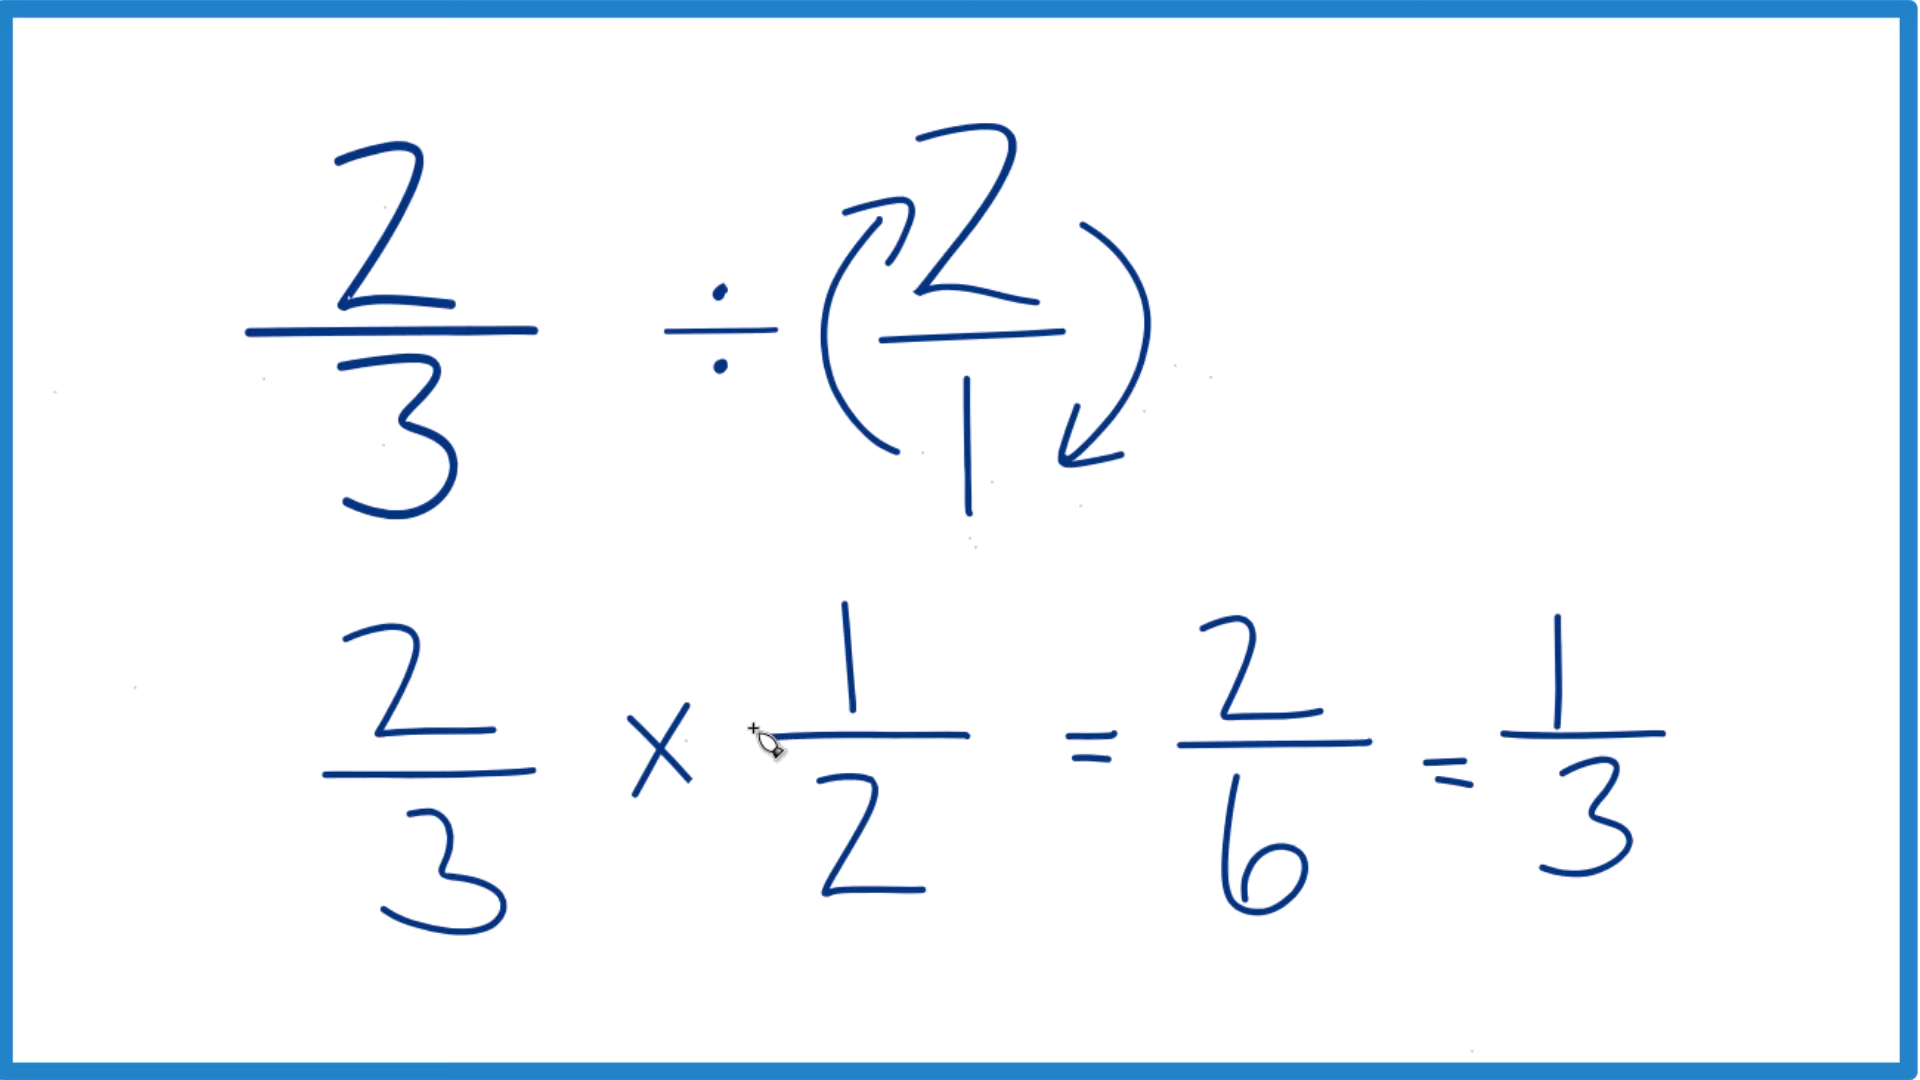 2/3 ÷ 2/1
2/3 x 1/2 = 2/6 = 1/3